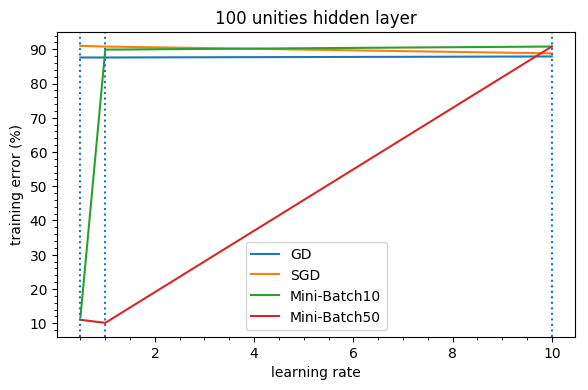 100 unities hidden layer
training error (%)
90
80
70
60
50
40
30
20
10
GD
SGD
Mini-Batch10
Mini-Batch50
2
4
6
8
10
learning rate